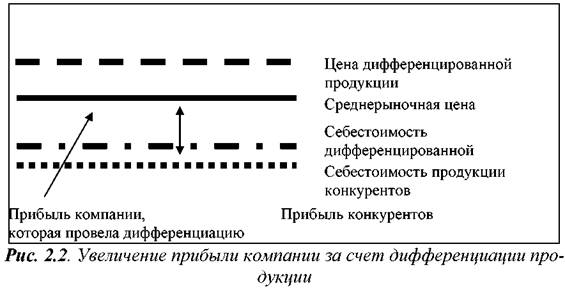 Цена дифференцированной
продукции
Среднерыночная цена
Себестоимость
дифференцированной
Себестоимость продукции
конкурентов
Прибыль компании,
которая провела дифференциацию
Прибыль конкурентов
Рис. 2.2. Увеличение прибыли компании за счет дифференциации про-
дукции